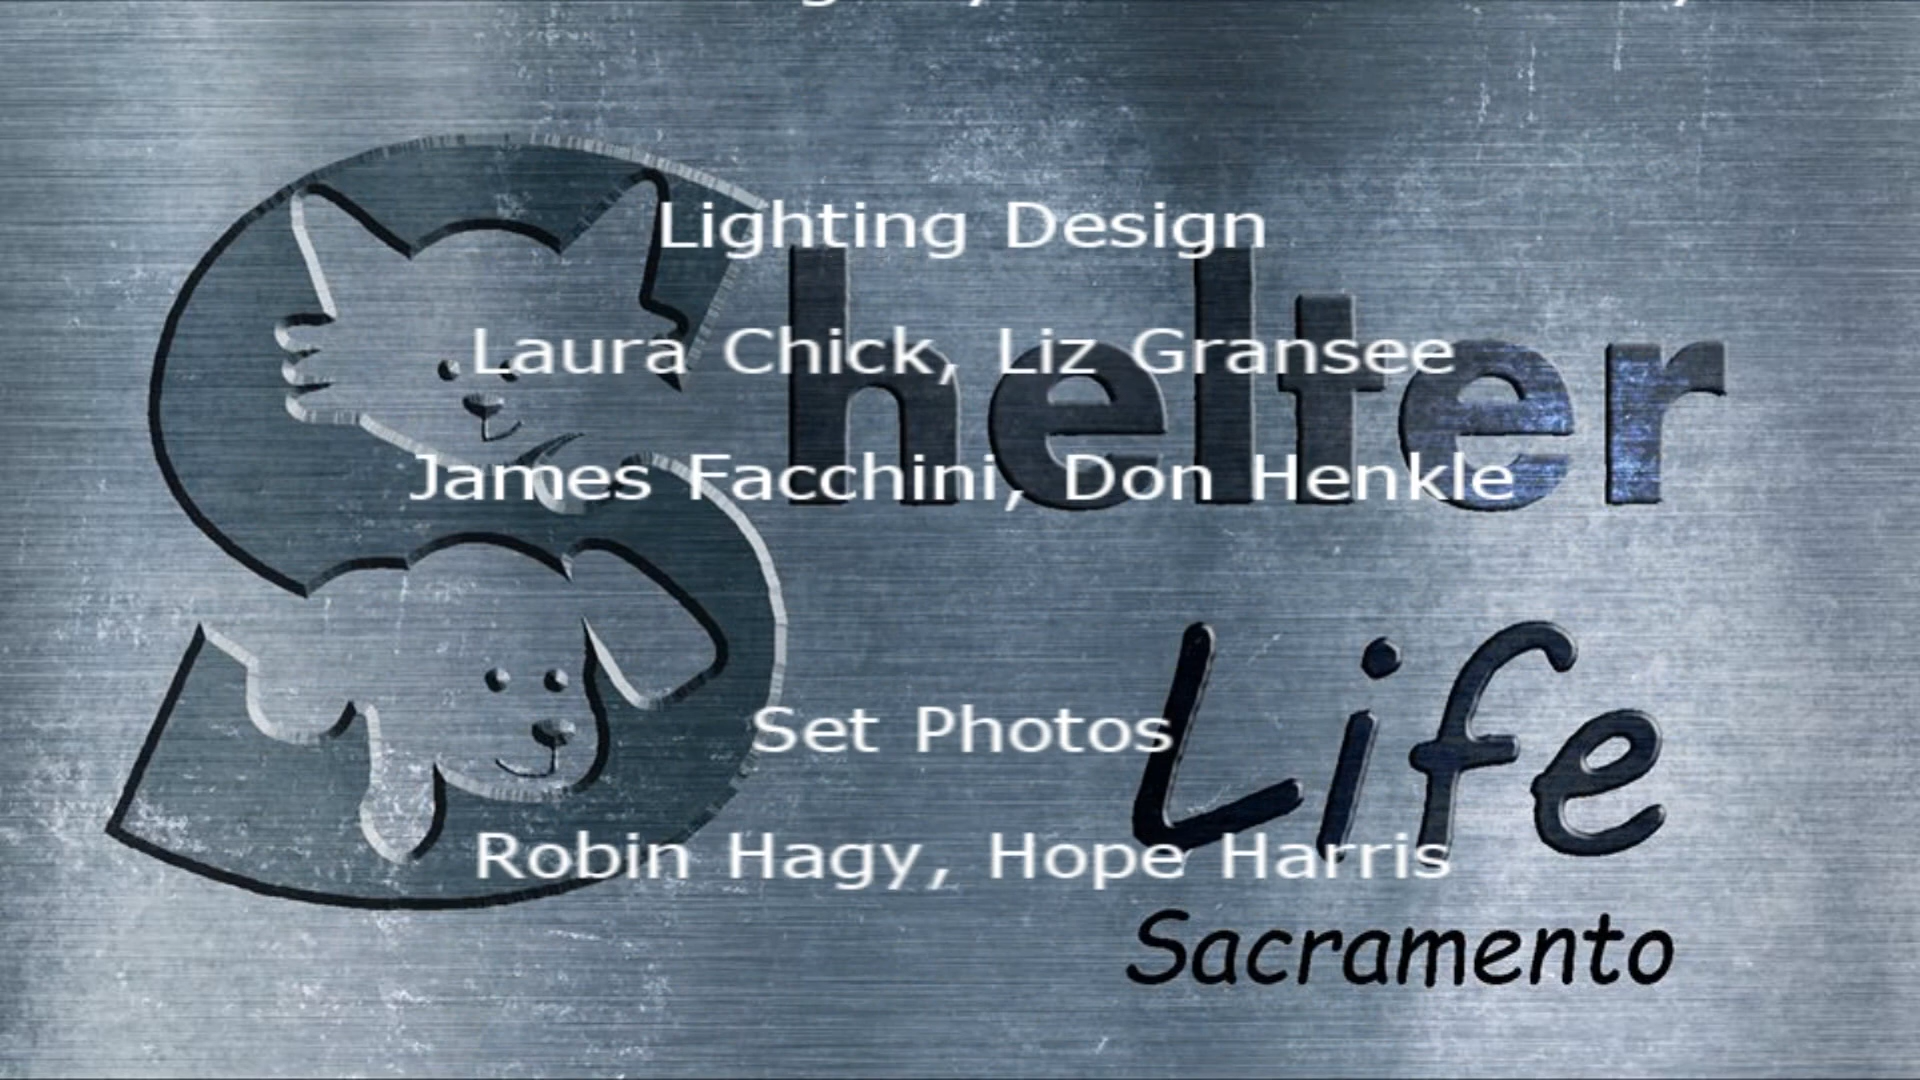 Lighting Design
Laura Chick, Liz Gransee
James Facchini, Don Henkle
Set Photos
Robin Hagy, Hope Harris
Shelter
Life
Sacramento